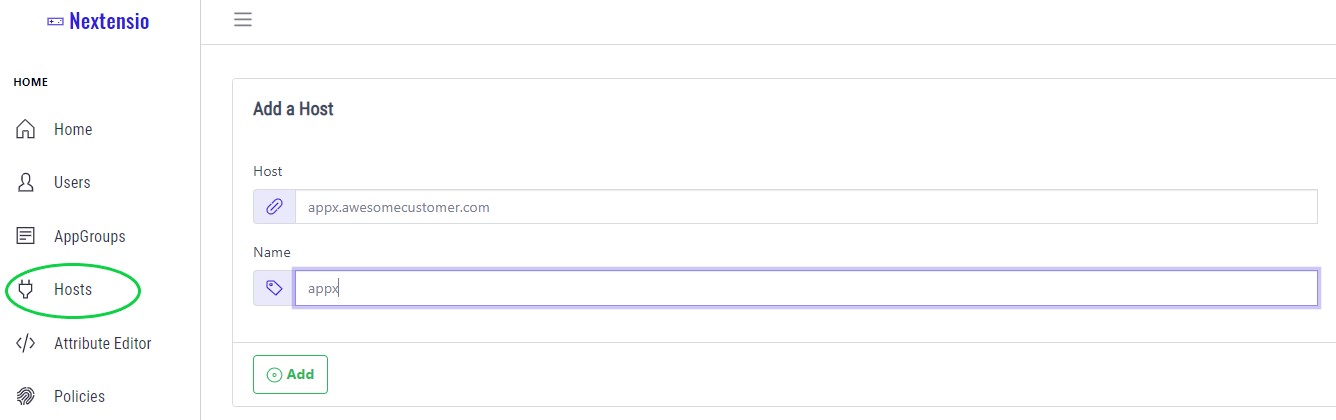 Nextensio
HOME
Home
Users
AppGroups
Hosts
Attribute Editor
Policies
Add a Host
Host
appx.awesomecustomer.com
Name
appx
Add